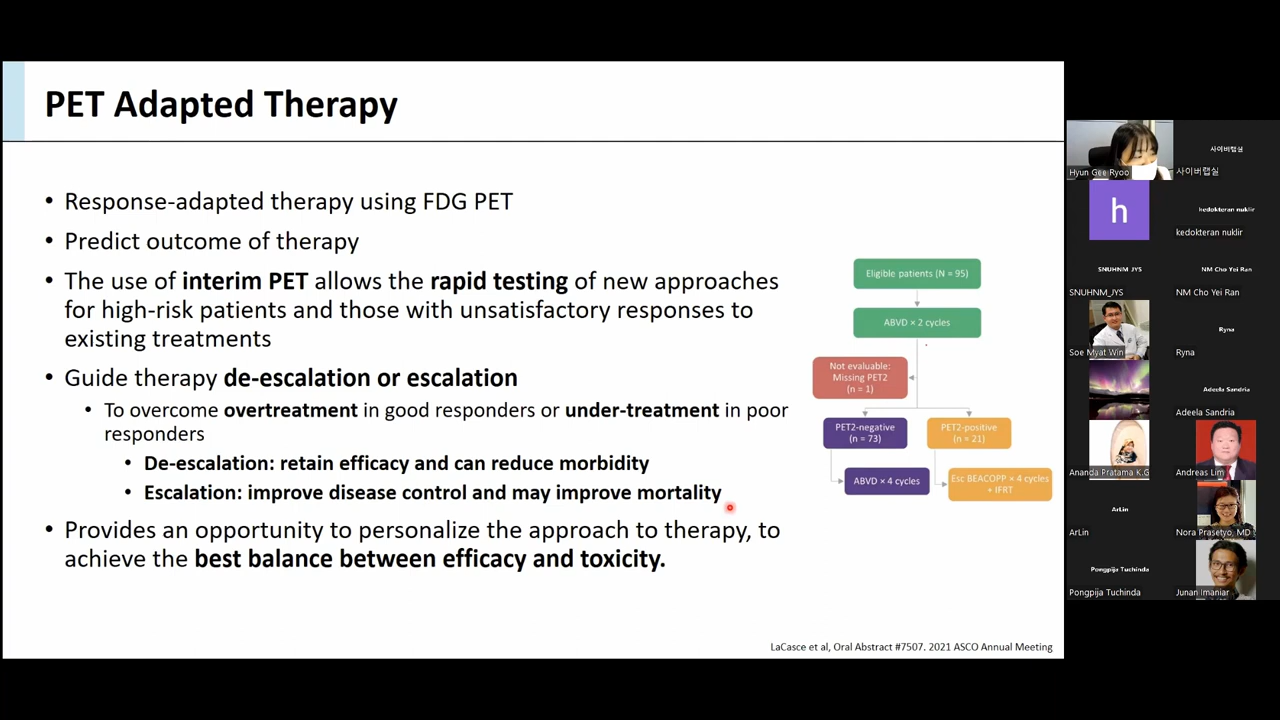 PET Adapted Therapy
• Response-adapted therapy using FDG PET
• Predict outcome of therapy
• The use of interim PET allows the rapid testing of new approaches
for high-risk patients and those with unsatisfactory responses to
existing treatments
• Guide therapy de-escalation or escalation
• To overcome overtreatment in good responders or under-treatment in poor
responders
• De-escalation: retain efficacy and can reduce morbidity
• Escalation: improve disease control and may improve mortality
• Provides an opportunity to personalize the approach to therapy, to
achieve the best balance between efficacy and toxicity.
Eligible patients (N = 95)
ABVD × 2 cycles
Not evaluable:
Missing PET2
(n = 1)
PET2-negative
(n = 73)
PET2-positive
(n = 21)
ABVD × 4 cycles
Esc BEACOPP × 4 cycles
+ IFRT
LaCasce et al, Oral Abstract #7507. 2021 ASCO Annual Meeting
Hyun Gee Ryoo
사이버랩실
사이버랩실
h
kedokteran nuklir
kedokteran nuklir
SNUHNM JYS
SNUHNM_JYS
NM Cho Yei Ran
NM Cho Yei Ran
Soe Myat Win
Ryna
Ryna
Adeela Sandria
Adeela Sandria
Ananda Pratama K.G
Andreas Lim
ArLin
ArLin
Nora Prasetyo, MD
Pongpija Tuchinda
Pongpija Tuchinda
Junan Imaniar